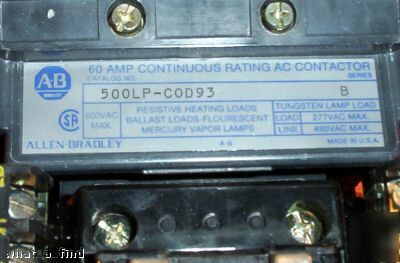 60 AMP CONTINUOUS RATING AC CONTACTOR
CATALOG NO. SERIES
AB
QUALITY
500LP-COD93 B
SA
600VAC MAX.
RESISTIVE HEATING LOADS
BALLAST LOADS-FLOURESCENT
MERCURY VAPOR LAMPS
TUNGSTEN LAMP LOAD
LOAD 277VAC MAX.
LINE 480VAC MAX.
ALLEN-BRADLEY A-B MADE IN U.S.A.
what a find